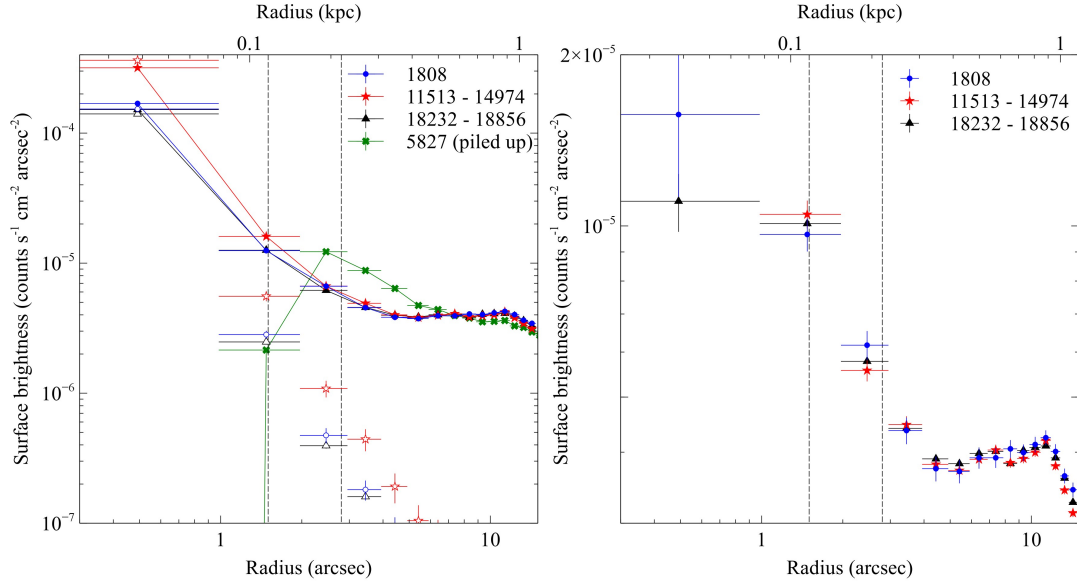 Radius (kpc)
0.1 1
10⁻⁴
10⁻⁵
10⁻⁶
10⁻⁷
Surface brightness (counts s⁻¹ cm⁻² arcsec⁻²)
1808
11513 - 14974
18232 - 18856
5827 (piled up)
1 10
Radius (arcsec)
Radius (kpc)
0.1 1
2×10⁻⁵
10⁻⁵
Surface brightness (counts s⁻¹ cm⁻² arcsec⁻²)
1808
11513 - 14974
18232 - 18856
1 10
Radius (arcsec)